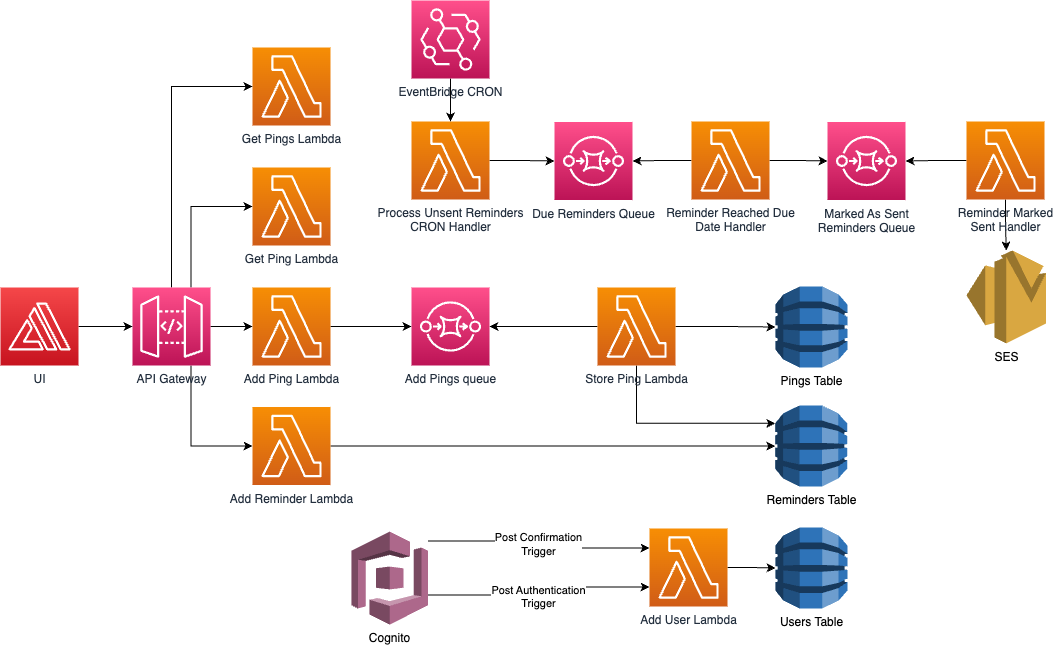 EventBridge CRON
Get Pings Lambda
Process Unsent Reminders
CRON Handler
Due Reminders Queue
Reminder Reached Due
Date Handler
Marked As Sent
Reminders Queue
Reminder Marked
Sent Handler
Get Ping Lambda
</>
UI
API Gateway
Add Ping Lambda
Add Pings queue
Store Ping Lambda
Pings Table
SES
Add Reminder Lambda
Reminders Table
Post Confirmation
Trigger
Post Authentication
Trigger
Cognito
Add User Lambda
Users Table